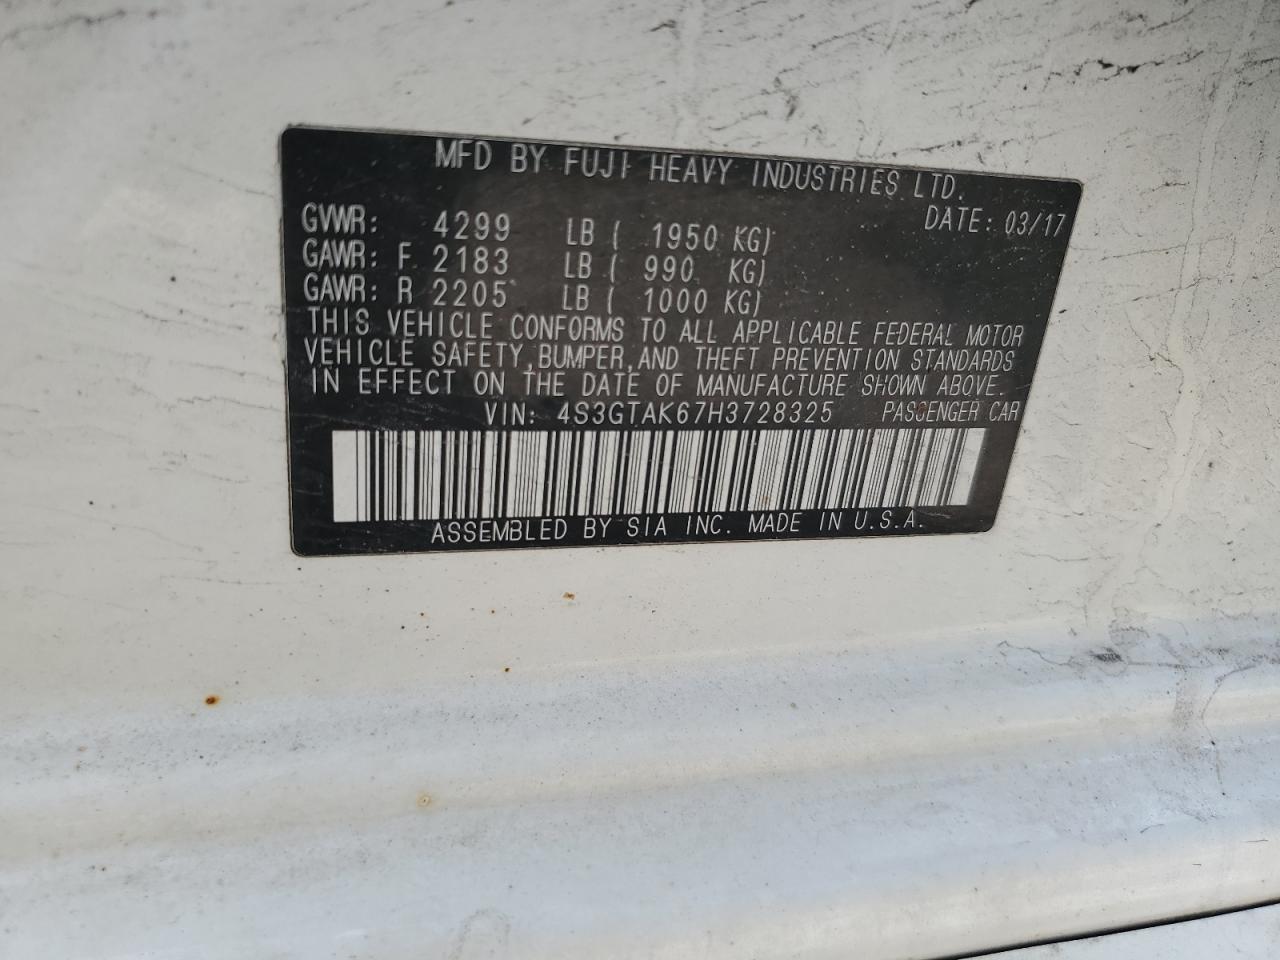 MFD BY FUJI HEAVY INDUSTRIES LTD.
DATE: 03/17
GVWR: 4299 LB ( 1950 KG)
GAWR: F 2183 LB ( 990 KG)
GAWR: R 2205 LB ( 1000 KG)
THIS VEHICLE CONFORMS TO ALL APPLICABLE FEDERAL MOTOR
VEHICLE SAFETY, BUMPER, AND THEFT PREVENTION STANDARDS
IN EFFECT ON THE DATE OF MANUFACTURE SHOWN ABOVE.
VIN: 4S3GTAK67H3728325 PASSENGER CAR
ASSEMBLED BY SIA INC. MADE IN U.S.A.